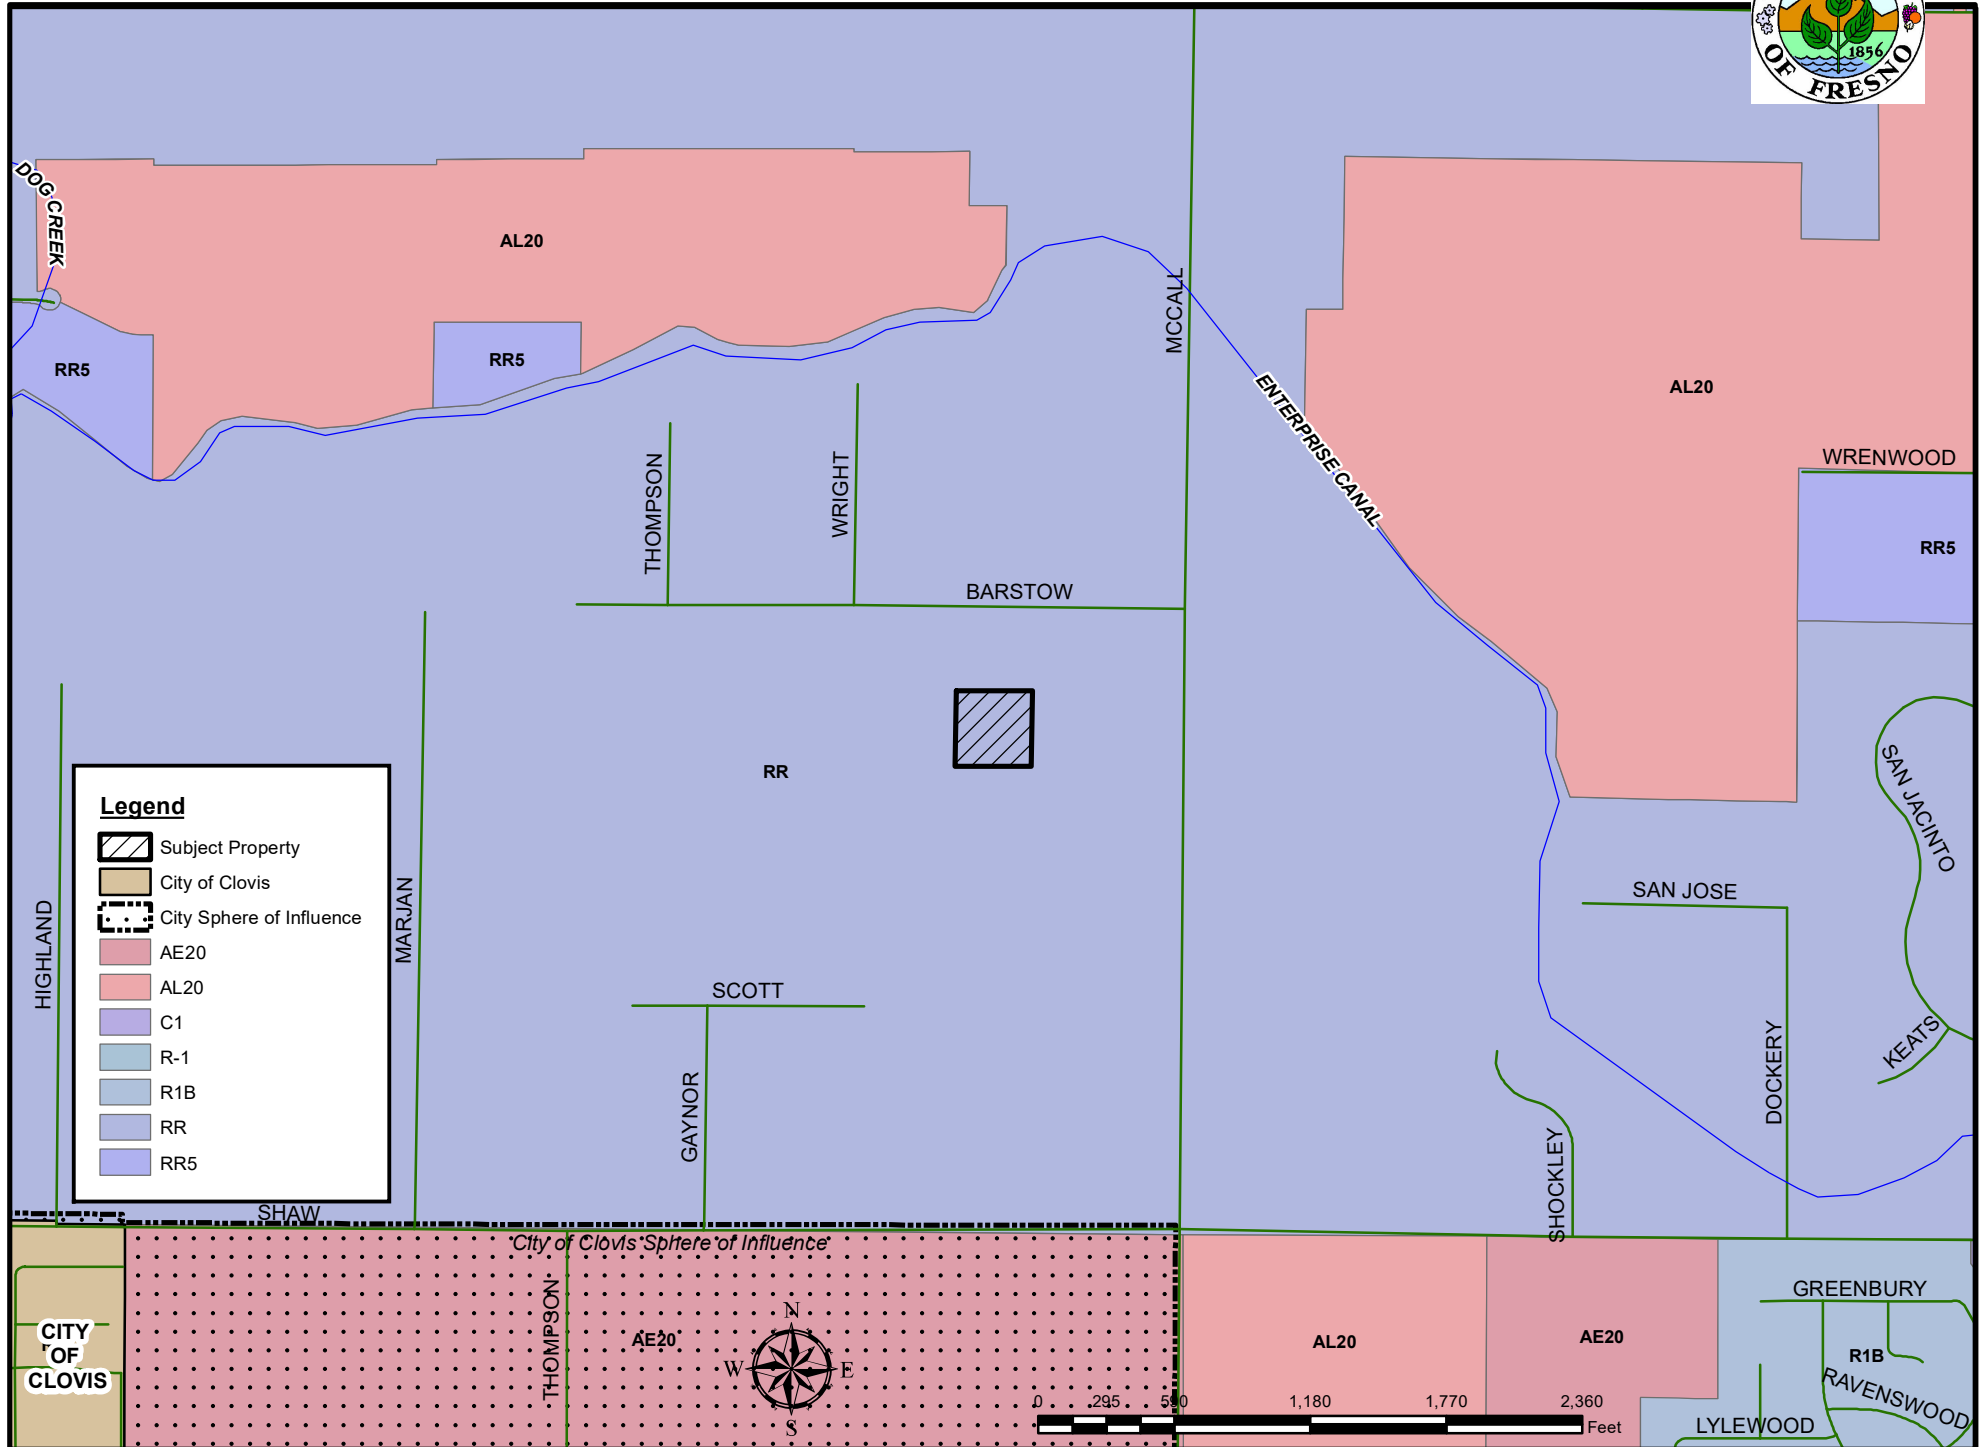 1856
OF FRESNO
DOG CREEK
AL20
RR5
RR5
MCCALL
ENTERPRISE CANAL
AL20
WRENWOOD
RR5
THOMPSON
WRIGHT
BARSTOW
RR
SAN JACINTO
SAN JOSE
KEATS
DOCKERY
SHOCKLEY
HIGHLAND
MARJAN
SCOTT
GAYNOR
Legend
Subject Property
City of Clovis
City Sphere of Influence
AE20
AL20
C1
R-1
R1B
RR
RR5
SHAW
City of Clovis Sphere of Influence
CITY
OF
CLOVIS
THOMPSON
AE20
N
W E
S
AL20
AE20
GREENBURY
R1B
RAVENSWOOD
LYLEWOOD
0 295 590 1,180 1,770 2,360
Feet